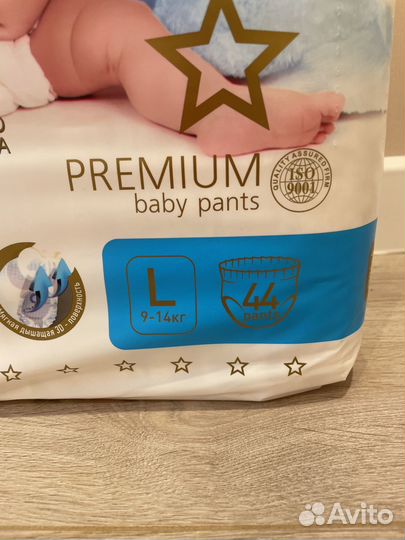 PREMIUM
baby pants
QUALITY ASSURED FIRM
ISO
9001
L
9-14кг
44
pants
Мягкая дышащая 3D - поверхность
Avito